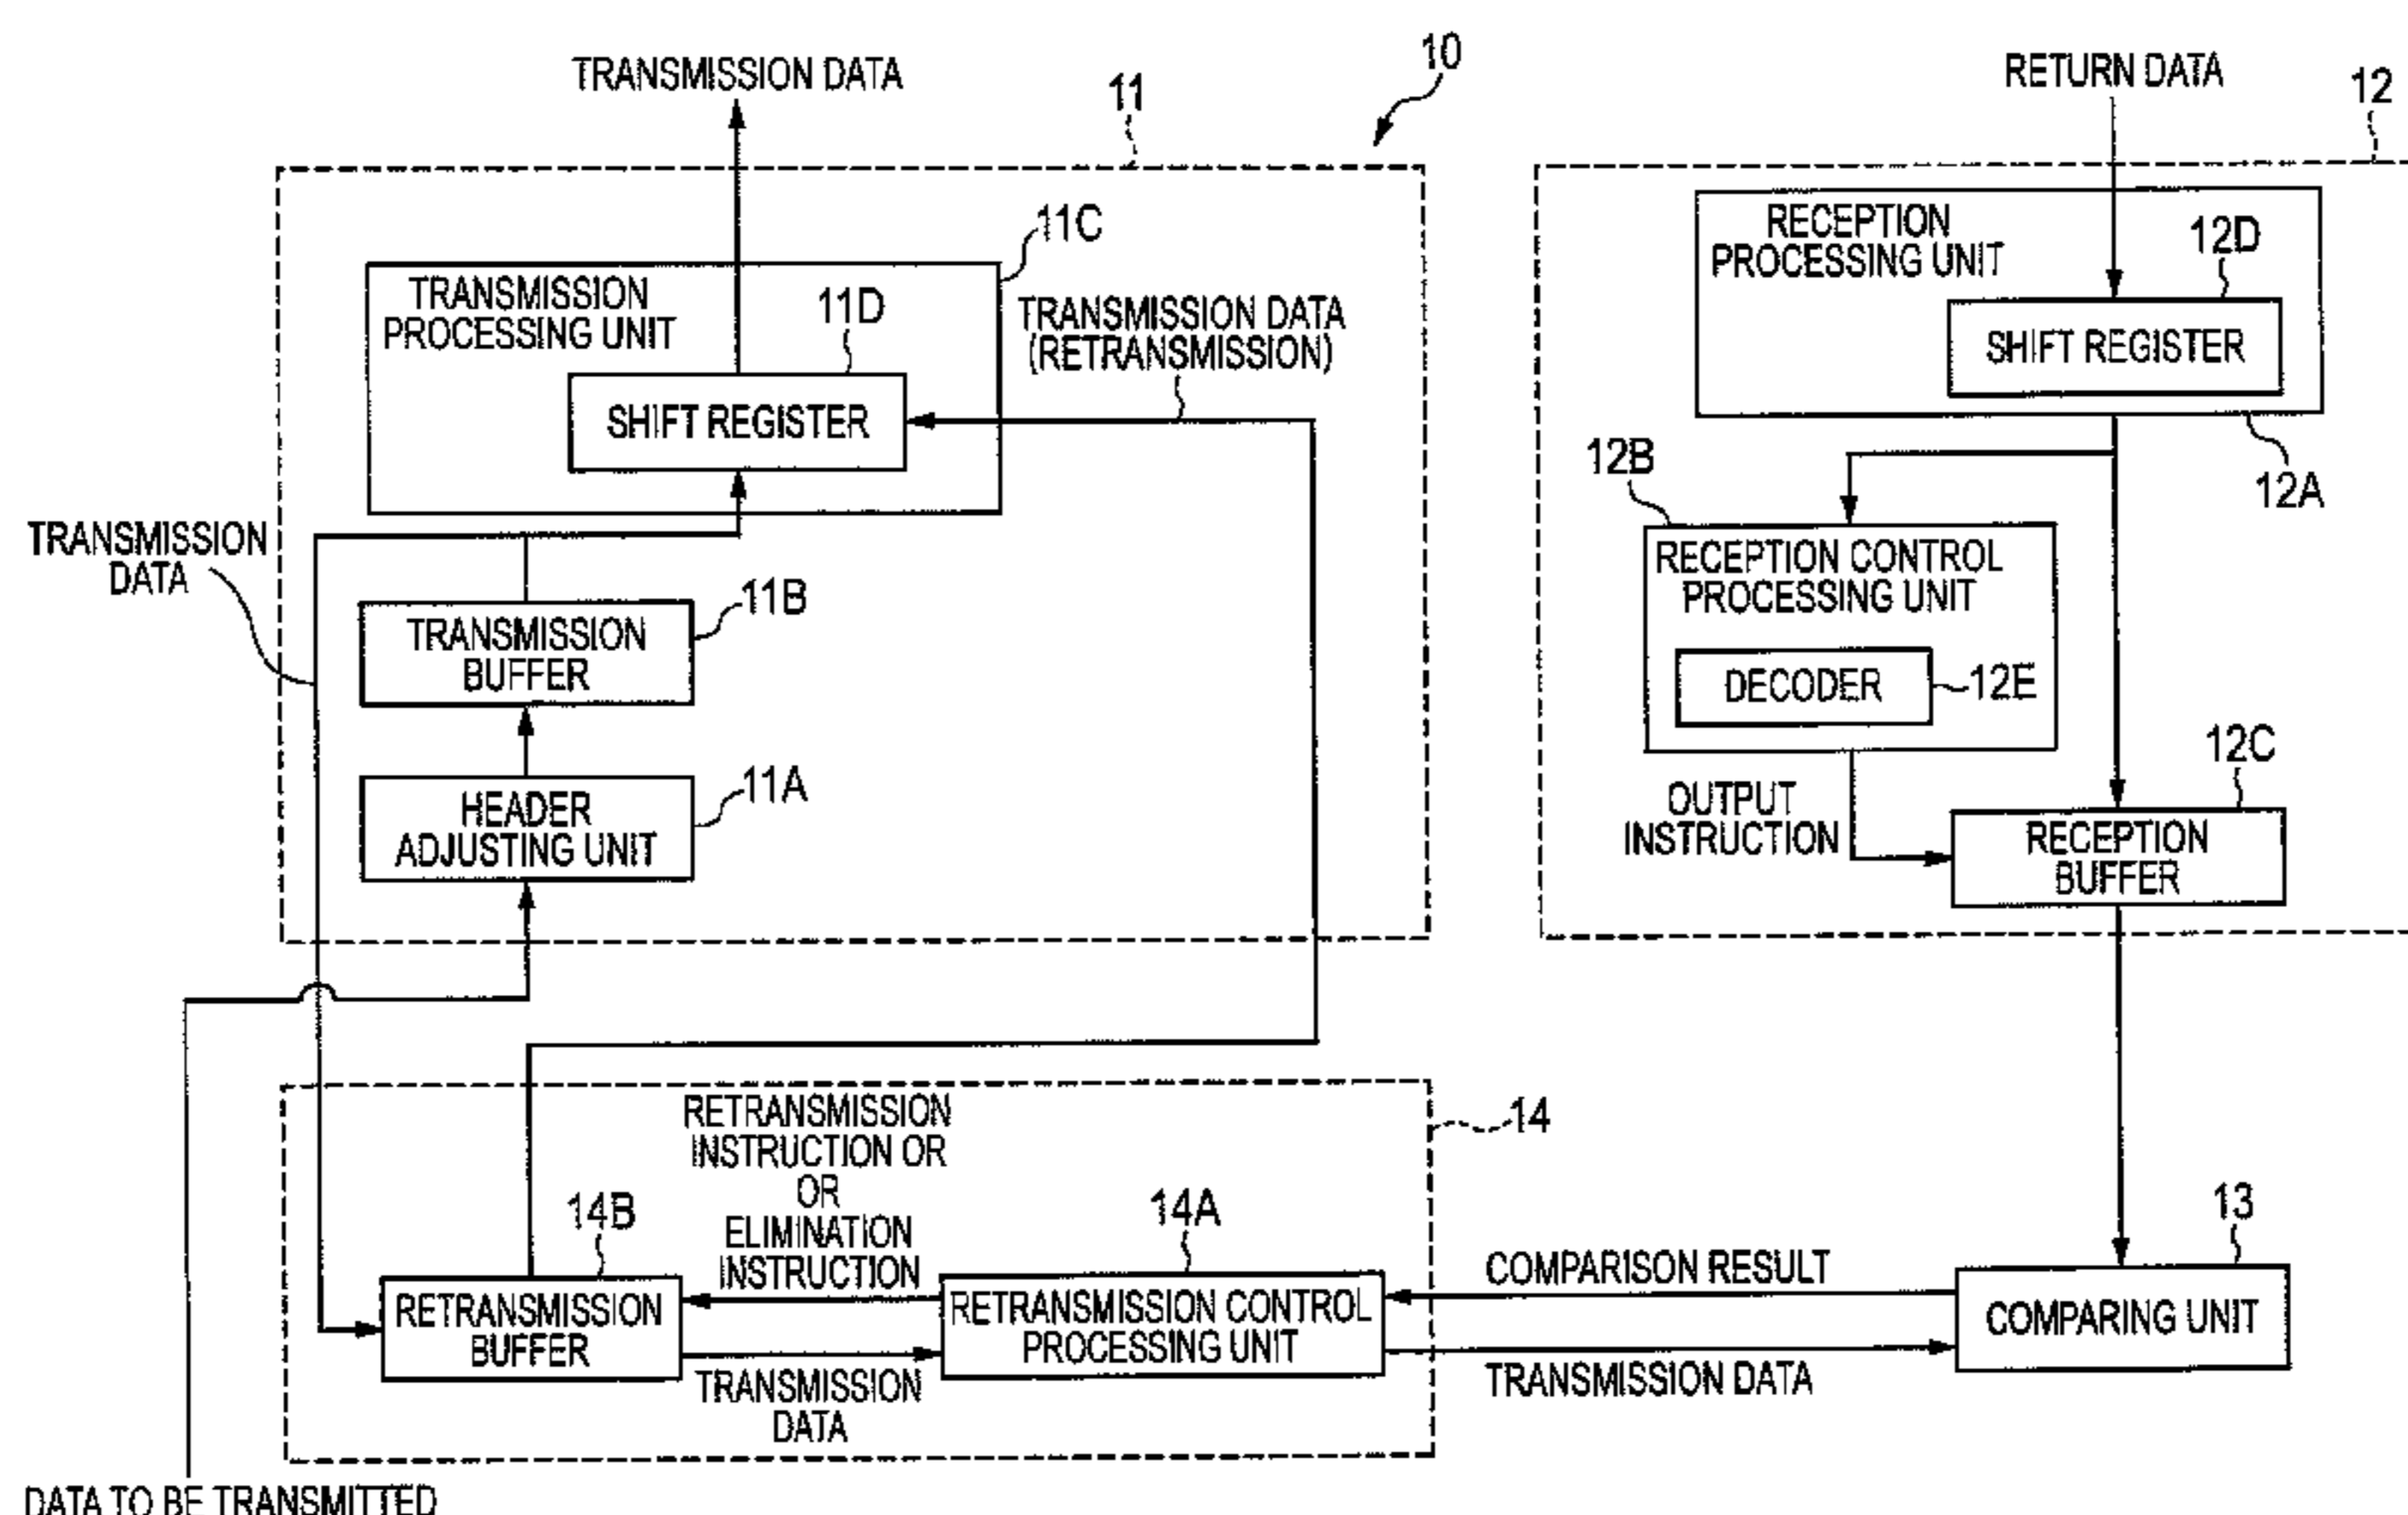 TRANSMISSION DATA
10
11
RETURN DATA
12
11C
TRANSMISSION
PROCESSING UNIT
11D
SHIFT REGISTER
TRANSMISSION DATA
(RETRANSMISSION)
RECEPTION
PROCESSING UNIT
12D
SHIFT REGISTER
12A
12B
RECEPTION CONTROL
PROCESSING UNIT
DECODER
12E
TRANSMISSION
DATA
11B
TRANSMISSION
BUFFER
11A
HEADER
ADJUSTING UNIT
OUTPUT
INSTRUCTION
12C
RECEPTION
BUFFER
RETRANSMISSION
INSTRUCTION OR
OR
ELIMINATION
INSTRUCTION
14
14B
RETRANSMISSION
BUFFER
14A
RETRANSMISSION CONTROL
PROCESSING UNIT
TRANSMISSION
DATA
COMPARISON RESULT
TRANSMISSION DATA
13
COMPARING UNIT
DATA TO BE TRANSMITTED